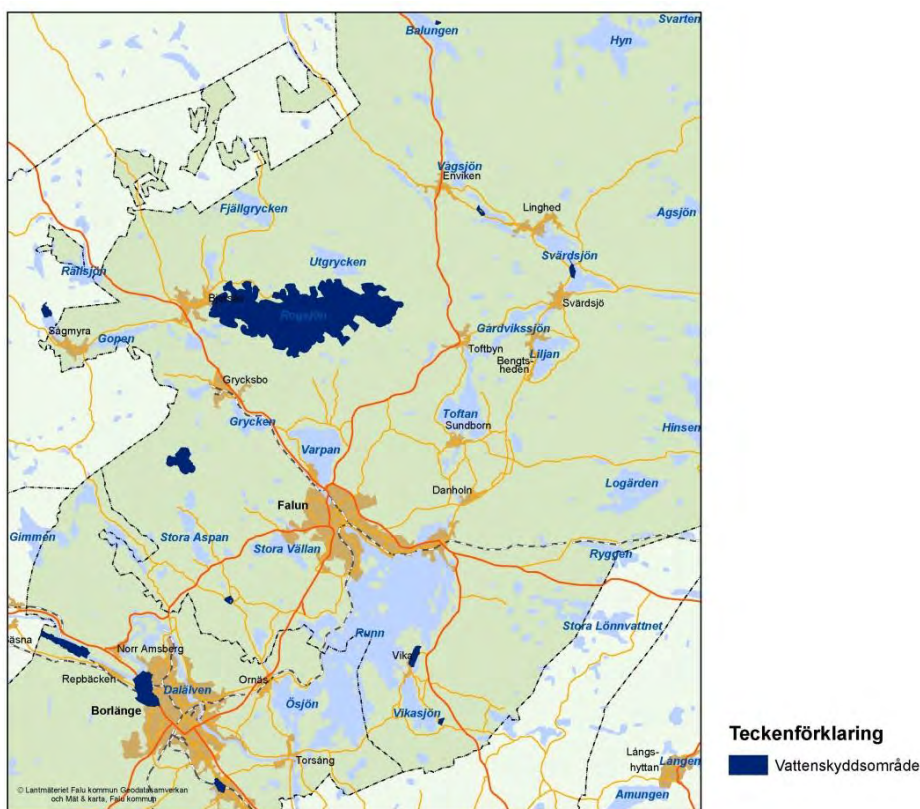 Svarten
Balungen
Hyn
Vågsjön
Enviken
Linghed
Fjällgrycken
Agsjön
Svärdsjön
Utgrycken
Rällsjön
Svärdsjö
Rogsjön
Sågmyra
Gopen
Gårdvikssjön
Toftbyn
Bengts-
heden
Liljan
Grycksbo
Grycken
Toftan
Sundborn
Hinsen
Varpan
Danholn
Logärden
Falun
Gimmen
Stora Aspan
Stora Vällan
Ryggen
Runn
Stora Lönnvattnet
Norr Amsberg
Vika
Repbäcken
Ornäs
Dalälven
Ösjön
Borlänge
Vikasjön
Torsång
Långs-
hyttan
Lången
Amungen
© Lantmäteriet Falu kommun Geodatasamverkan
och Mät & karta, Falu kommun
Teckenförklaring
Vattenskyddsområde